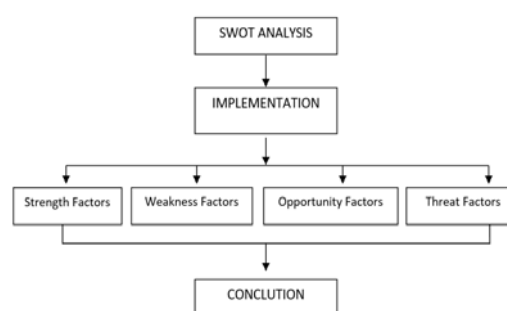 SWOT ANALYSIS
IMPLEMENTATION
Strength Factors
Weakness Factors
Opportunity Factors
Threat Factors
CONCLUTION